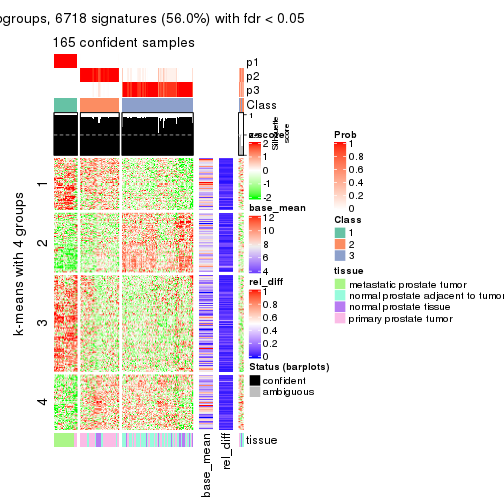 ogroups, 6718 signatures (56.0%) with fdr < 0.05
165 confident samples
p1
p2
p3
Class
1
Silhouette
score
z-score
2
1
0
-1
-2
base_mean
12
10
8
6
4
rel_diff
1
0.8
0.6
0.4
0.2
0
Status (barplots)
confident
ambiguous
Prob
1
0.8
0.6
0.4
0.2
0
Class
1
2
3
tissue
metastatic prostate tumor
normal prostate adjacent to tumor
normal prostate tissue
primary prostate tumor
k-means with 4 groups
1
2
3
4
tissue
base_mean
rel_diff